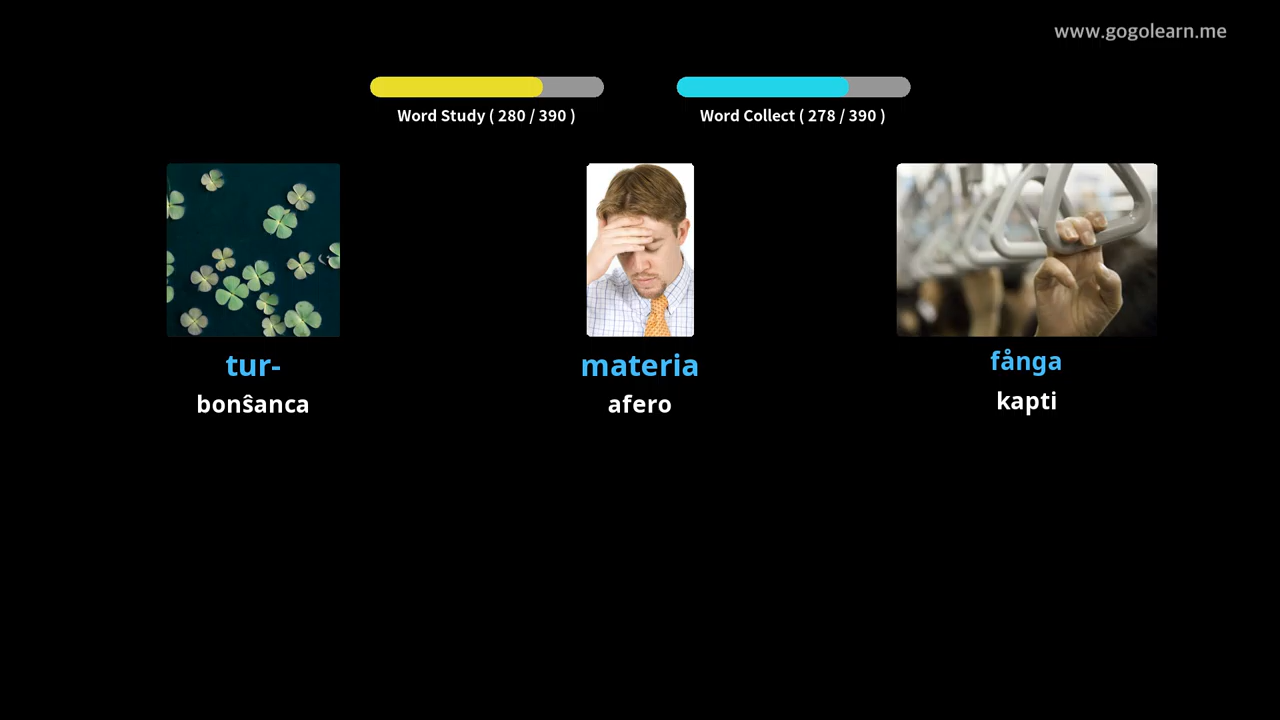 www.gogolearn.me
Word Study ( 280 / 390 )
Word Collect ( 278 / 390 )
tur-
materia
fånga
bonŝanca
afero
kapti